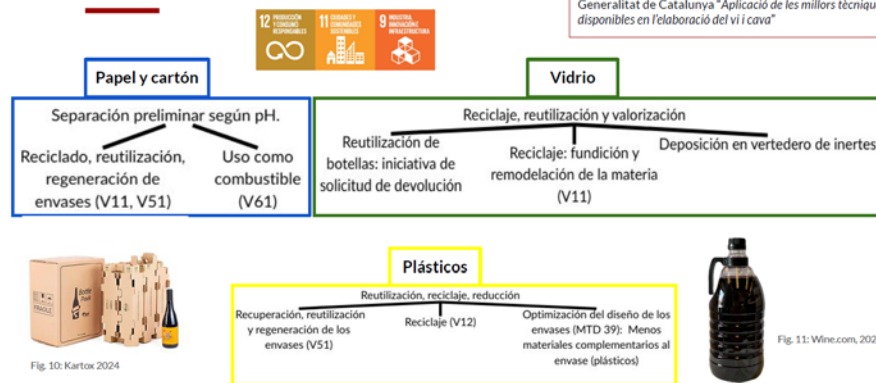 Generalitat de Catalunya "Aplicació de les millors tècniqu
disponibles en l'elaboració del vi i cava"
12 PRODUCCIÓN
Y CONSUMO
RESPONSABLES
11 CIUDADES Y
COMUNIDADES
SOSTENIBLES
9 INDUSTRIA,
INNOVACIÓN E
INFRAESTRUCTURA
Papel y cartón
Separación preliminar según pH.
Reciclado, reutilización,
regeneración de
envases (V11, V51)
Uso como
combustible
(V61)
Vidrio
Reciclaje, reutilización y valorización
Reutilización de
botellas: iniciativa de
solicitud de devolución
Reciclaje: fundición y
remodelación de la materia
(V11)
Deposición en vertedero de inertes
Plásticos
Reutilización, reciclaje, reducción
Recuperación, reutilización
y regeneración de los
envases (V51)
Reciclaje (V12)
Optimización del diseño de los
envases (MTD 39): Menos
materiales complementarios al
envase (plásticos)
FRAGILE
Fig. 10: Kartox 2024
Fig. 11: Wine.com, 202